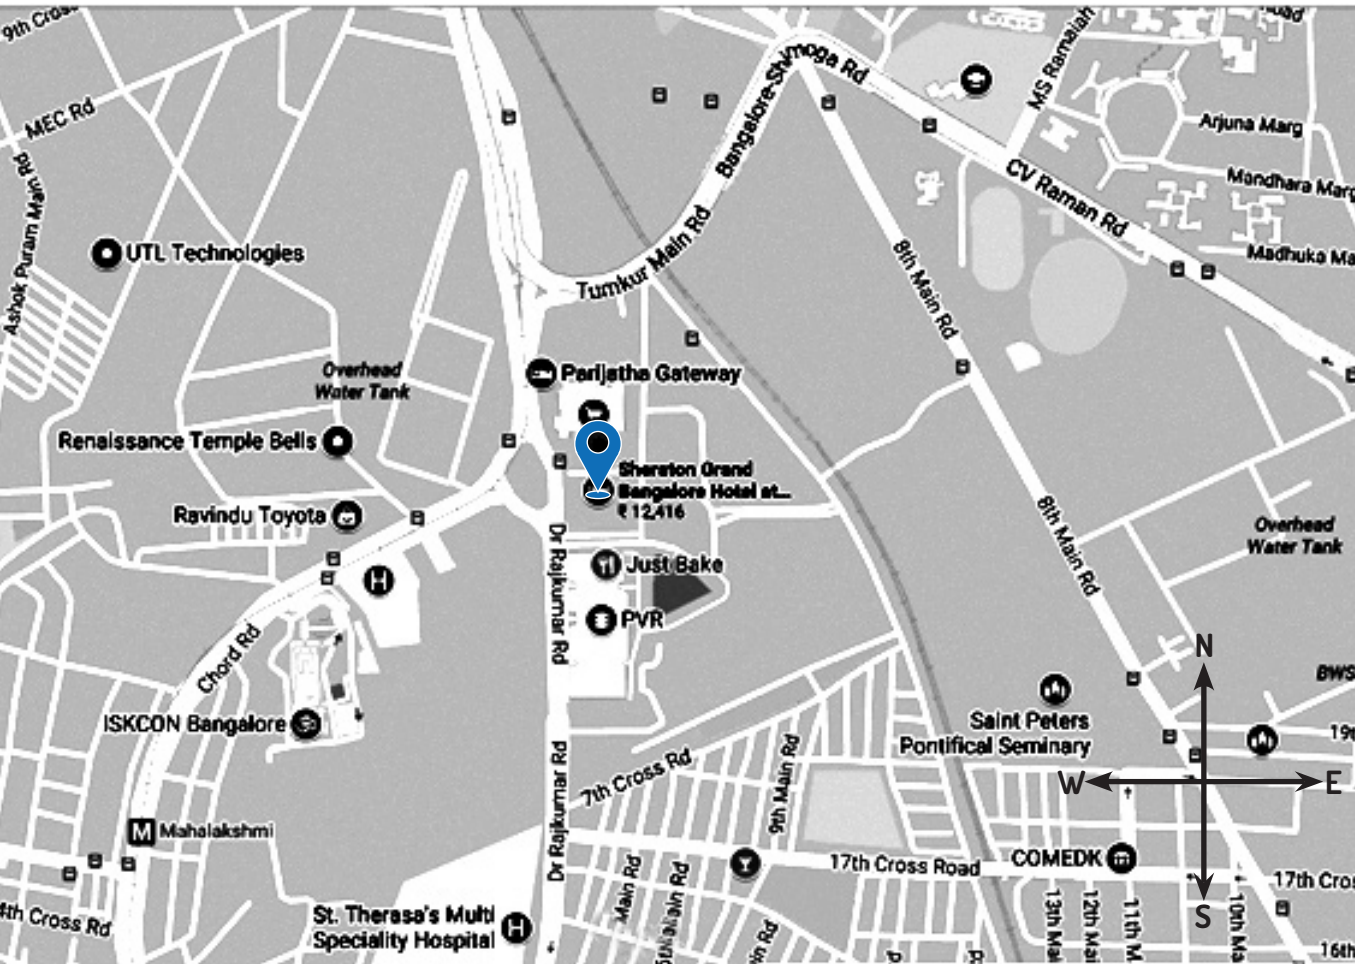 9th Cross
MEC Rd
Ashok Puram Main Rd
UTL Technologies
Bangalore-Shimoga Rd
MS Ramaiah
Arjuna Marg
Mandhara Marg
CV Raman Rd
Madhuka Ma
Tumkur Main Rd
8th Main Rd
Overhead
Water Tank
Parijatha Gateway
Renaissance Temple Bells
Sheraton Grand
Bangalore Hotel at...
₹ 12,416
Ravindu Toyota
8th Main Rd
Overhead
Water Tank
Dr Rajkumar Rd
Just Bake
H
PVR
Chord Rd
N
BWS
ISKCON Bangalore
Saint Peters
Pontifical Seminary
19t
W
E
7th Cross Rd
9th Main Rd
Dr Rajkumar Rd
M Mahalakshmi
17th Cross Road
COMEDK
17th Cros
4th Cross Rd
St. Therasa's Multi
Speciality Hospital
H
Main Rd
Main Rd
13th Mai
12th Mai
11th M
S
10th Ma
16th